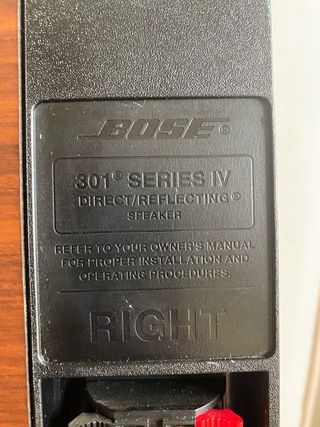 BOSE®
301® SERIES IV
DIRECT/REFLECTING®
SPEAKER
REFER TO YOUR OWNER'S MANUAL
FOR PROPER INSTALLATION AND
OPERATING PROCEDURES.
RIGHT